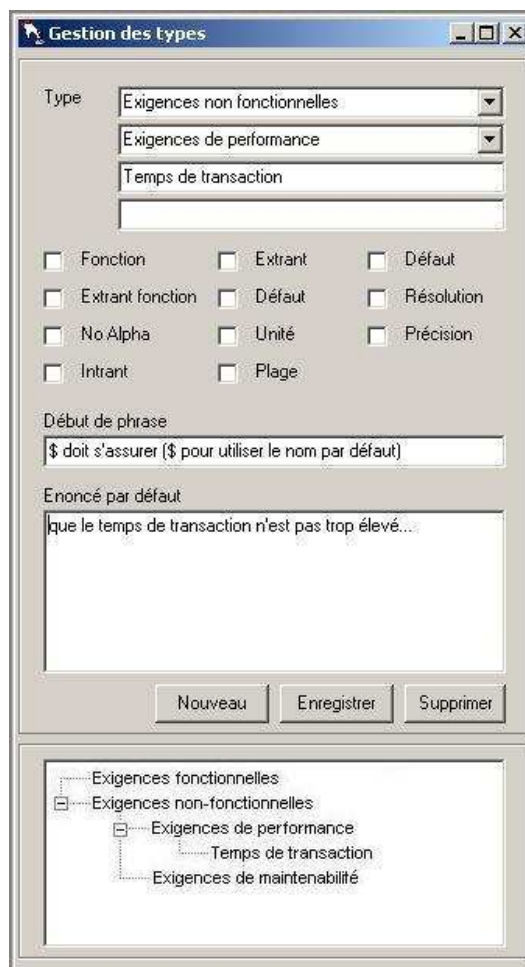 Gestion des types
Type
Exigences non fonctionnelles
Exigences de performance
Temps de transaction
Fonction Extrant Défaut
Extrant fonction Défaut Résolution
No Alpha Unité Précision
Intrant Plage
Début de phrase
$ doit s'assurer ($ pour utiliser le nom par défaut)
Enoncé par défaut
que le temps de transaction n'est pas trop élevé...
Nouveau Enregistrer Supprimer
Exigences fonctionnelles
Exigences non-fonctionnelles
Exigences de performance
Temps de transaction
Exigences de maintenabilité